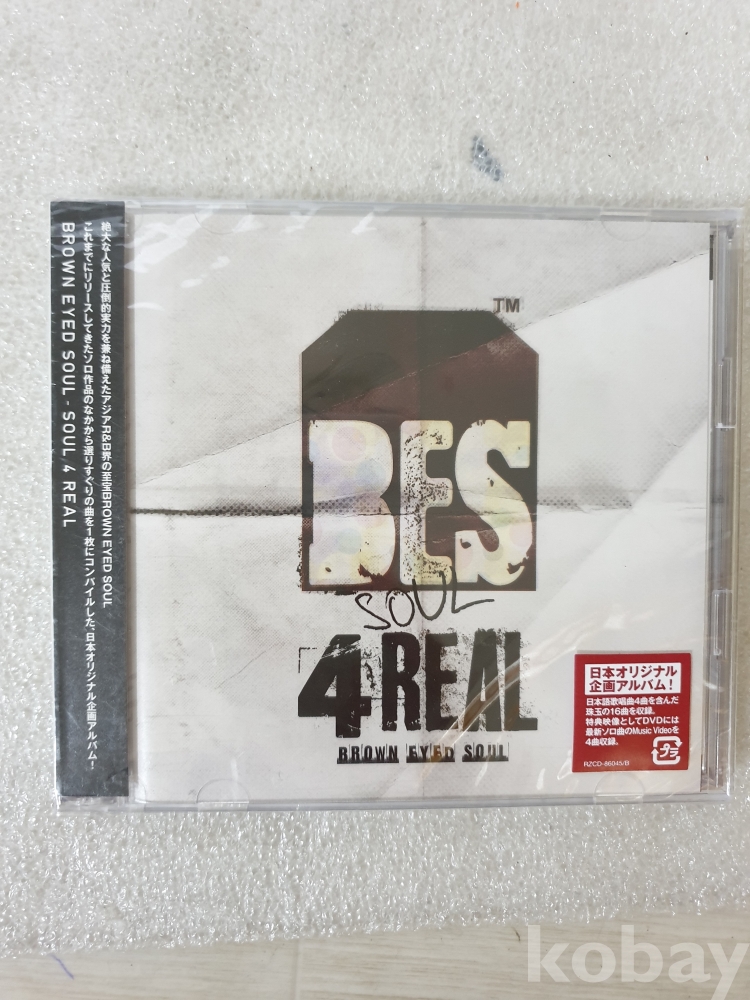 絶大な人気と圧倒的実力を兼ね備えたアジアR&B界の至宝BROWN EYED SOUL
これまでにリリースしてきたソロ作品のなかから選りすぐりの曲を1枚にコンパイルした、日本オリジナル企画アルバム!
BROWN EYED SOUL - SOUL 4 REAL
TM
BES
SOUL
4 REAL
BROWN EYED SOUL
日本オリジナル
企画アルバム!
日本語歌唱曲4曲を含んだ
珠玉の16曲を収録。
特典映像としてDVDには
最新ソロ曲のMusic Videoを
4曲収録。
プラ
RZCD-86045/B
kobay